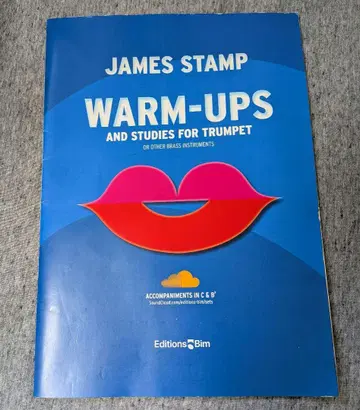 JAMES STAMP
WARM-UPS
AND STUDIES FOR TRUMPET
OR OTHER BRASS INSTRUMENTS
ACCOMPANIMENTS IN C & B♭
Editions Bim